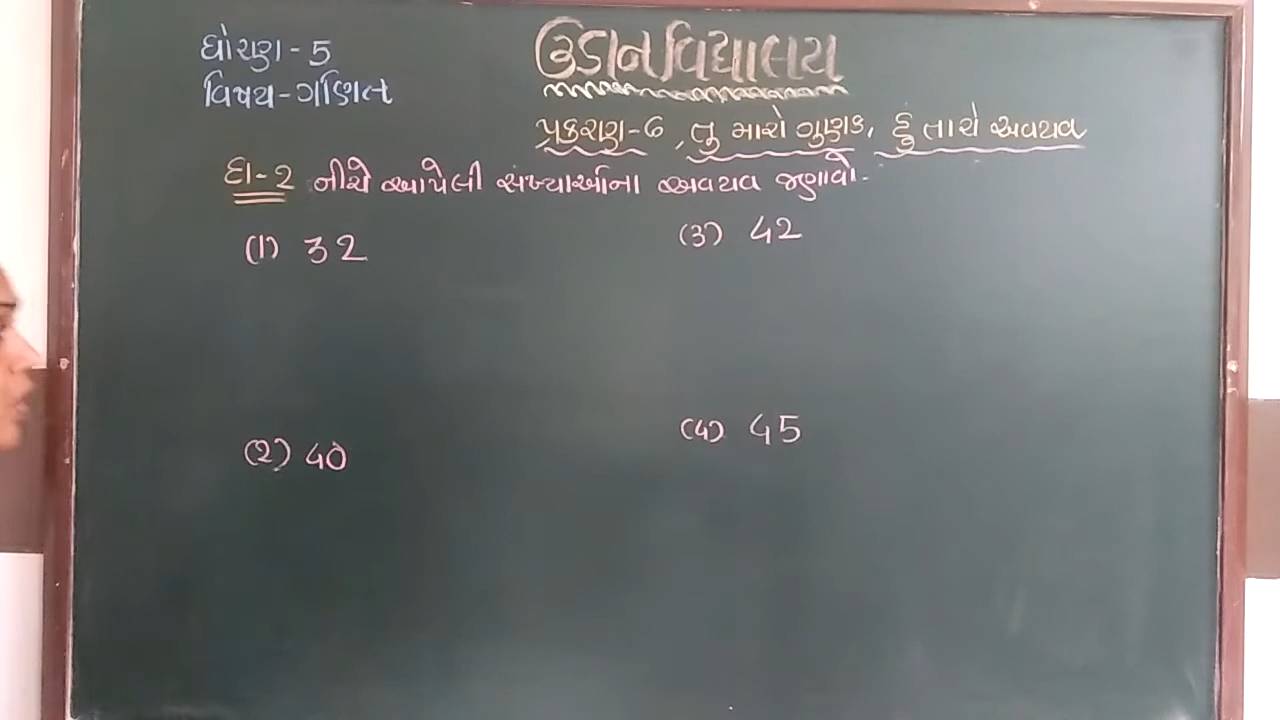 ધોરણ - 5
વિષય - ગણિત
ઉડાન વિદ્યાલય
પ્રકરણ - 6 , તુ મારો ગુણક, હું તારો અવયવ
દા-2 નીચે આપેલી સંખ્યાઓના અવયવ જણાવો.
(1) 32
(3) 42
(2) 40
(4) 45